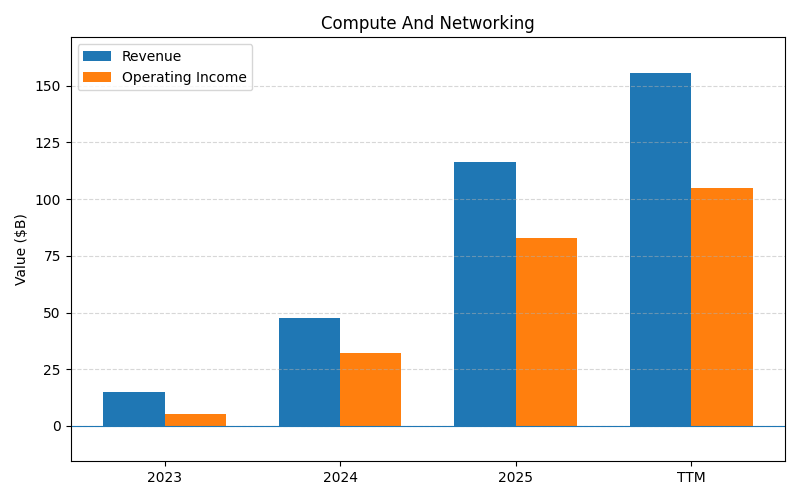 Compute And Networking
Revenue
Operating Income
Value ($B)
150
125
100
75
50
25
0
2023
2024
2025
TTM